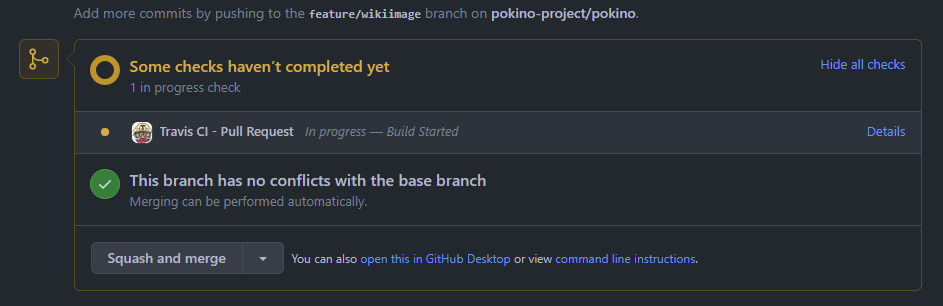 Add more commits by pushing to the feature/wikiimage branch on pokino-project/pokino.
Some checks haven't completed yet
Hide all checks
1 in progress check
Travis CI - Pull Request In progress — Build Started
Details
This branch has no conflicts with the base branch
Merging can be performed automatically.
Squash and merge
You can also open this in GitHub Desktop or view command line instructions.